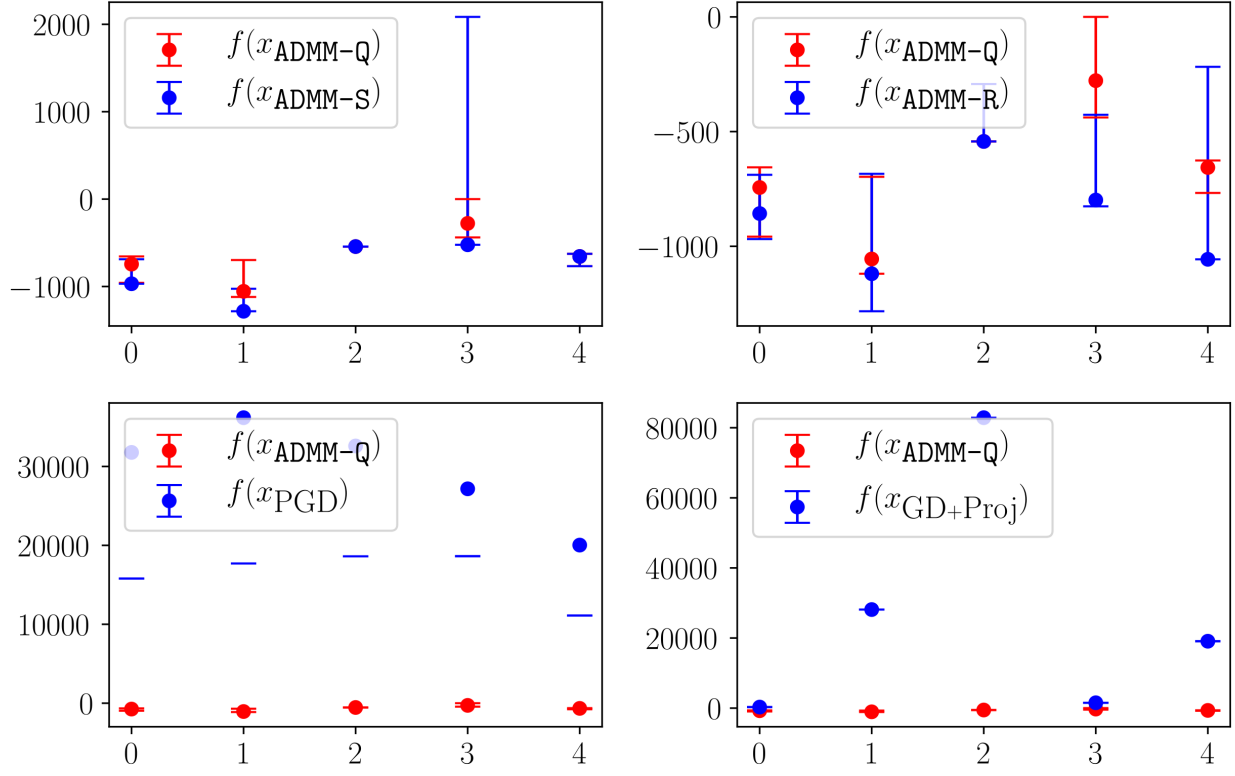 2000
1000
0
−1000
0 1 2 3 4
f(x_ADMM-Q)
f(x_ADMM-S)
0
−500
−1000
0 1 2 3 4
f(x_ADMM-Q)
f(x_ADMM-R)
30000
20000
10000
0
0 1 2 3 4
f(x_ADMM-Q)
f(x_PGD)
80000
60000
40000
20000
0
0 1 2 3 4
f(x_ADMM-Q)
f(x_GD+Proj)